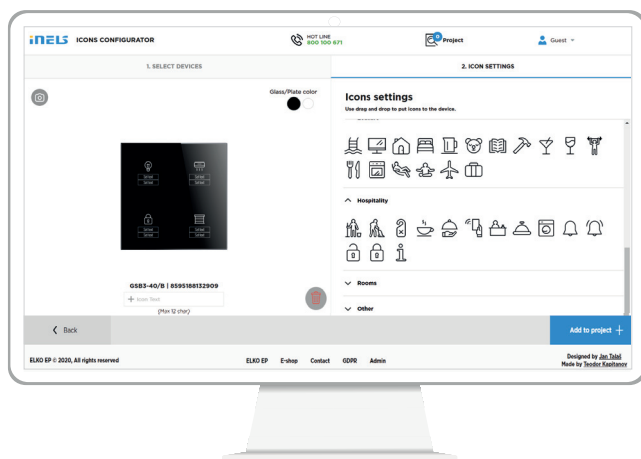 inels ICONS CONFIGURATOR
HOT LINE
800 100 671
0
Project
Guest
1. SELECT DEVICES
2. ICON SETTINGS
Glass/Plate color
Icons settings
Use drag and drop to put icons to the device.
Hospitality
GSB3-40/B | 8595188132909
+ Icon Text
(Max 12 char)
Rooms
Other
Back
Add to project +
ELKO EP © 2020, All rights reserved
ELKO EP E-shop Contact GDPR Admin
Designed by Jan Talaš
Made by Teodor Kapitanov